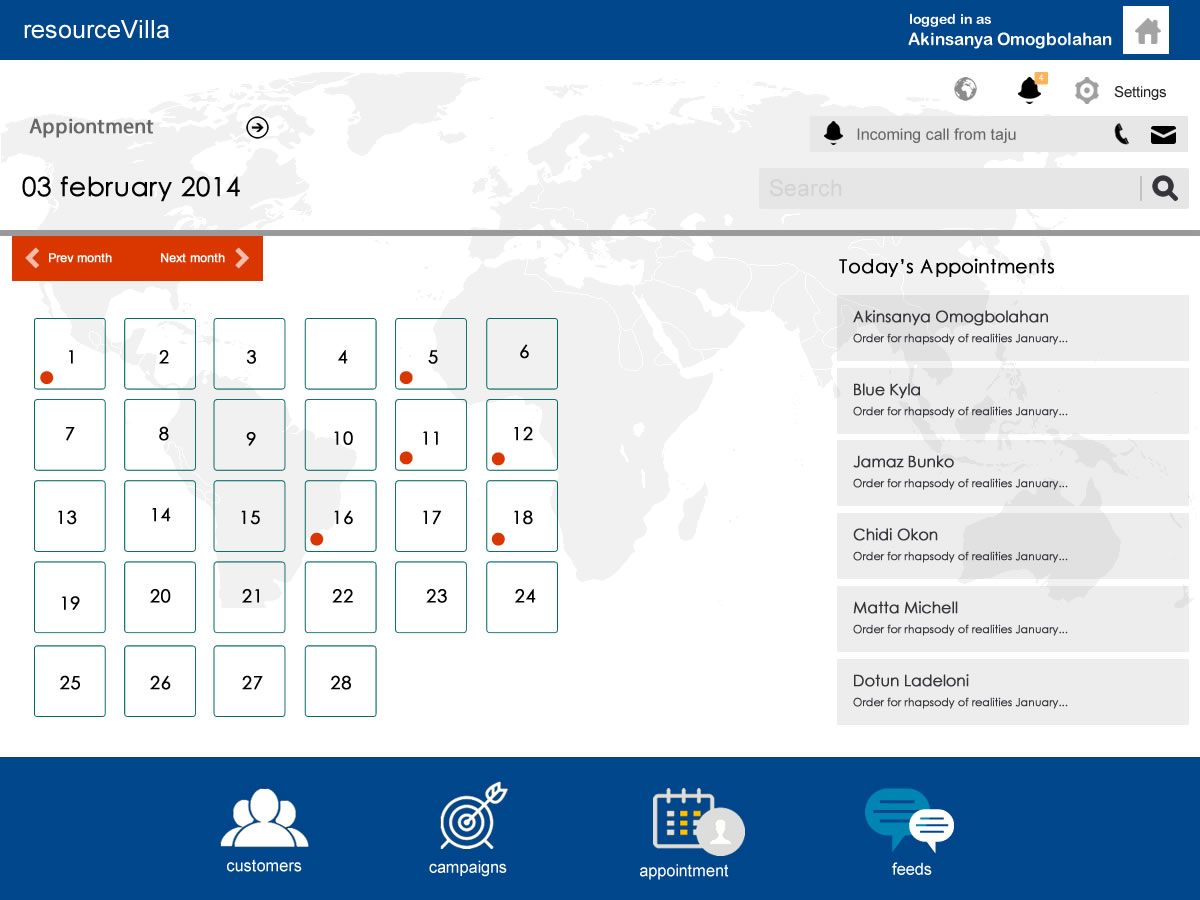 resourceVilla
logged in as
Akinsanya Omogbolahan
4
Settings
Appiontment
Incoming call from taju
03 february 2014
Search
Prev month
Next month
Today’s Appointments
1 2 3 4 5 6
7 8 9 10 11 12
13 14 15 16 17 18
19 20 21 22 23 24
25 26 27 28
Akinsanya Omogbolahan
Order for rhapsody of realities January...
Blue Kyla
Order for rhapsody of realities January...
Jamaz Bunko
Order for rhapsody of realities January...
Chidi Okon
Order for rhapsody of realities January...
Matta Michell
Order for rhapsody of realities January...
Dotun Ladeloni
Order for rhapsody of realities January...
customers
campaigns
appointment
feeds